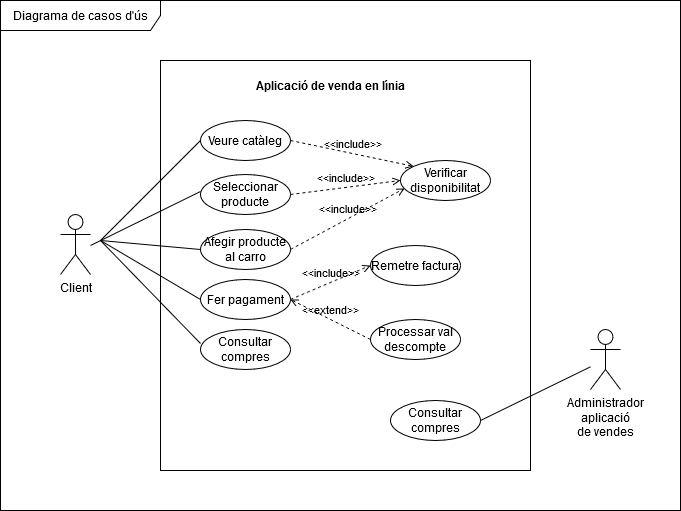 Diagrama de casos d'ús
Aplicació de venda en línia
Veure catàleg
<<include>>
Verificar
disponibilitat
Seleccionar
producte
<<include>>
<<include>>
Afegir producte
al carro
Client
<<include>>
Remetre factura
Fer pagament
<<extend>>
Processar val
descompte
Consultar
compres
Consultar
compres
Administrador
aplicació
de vendes